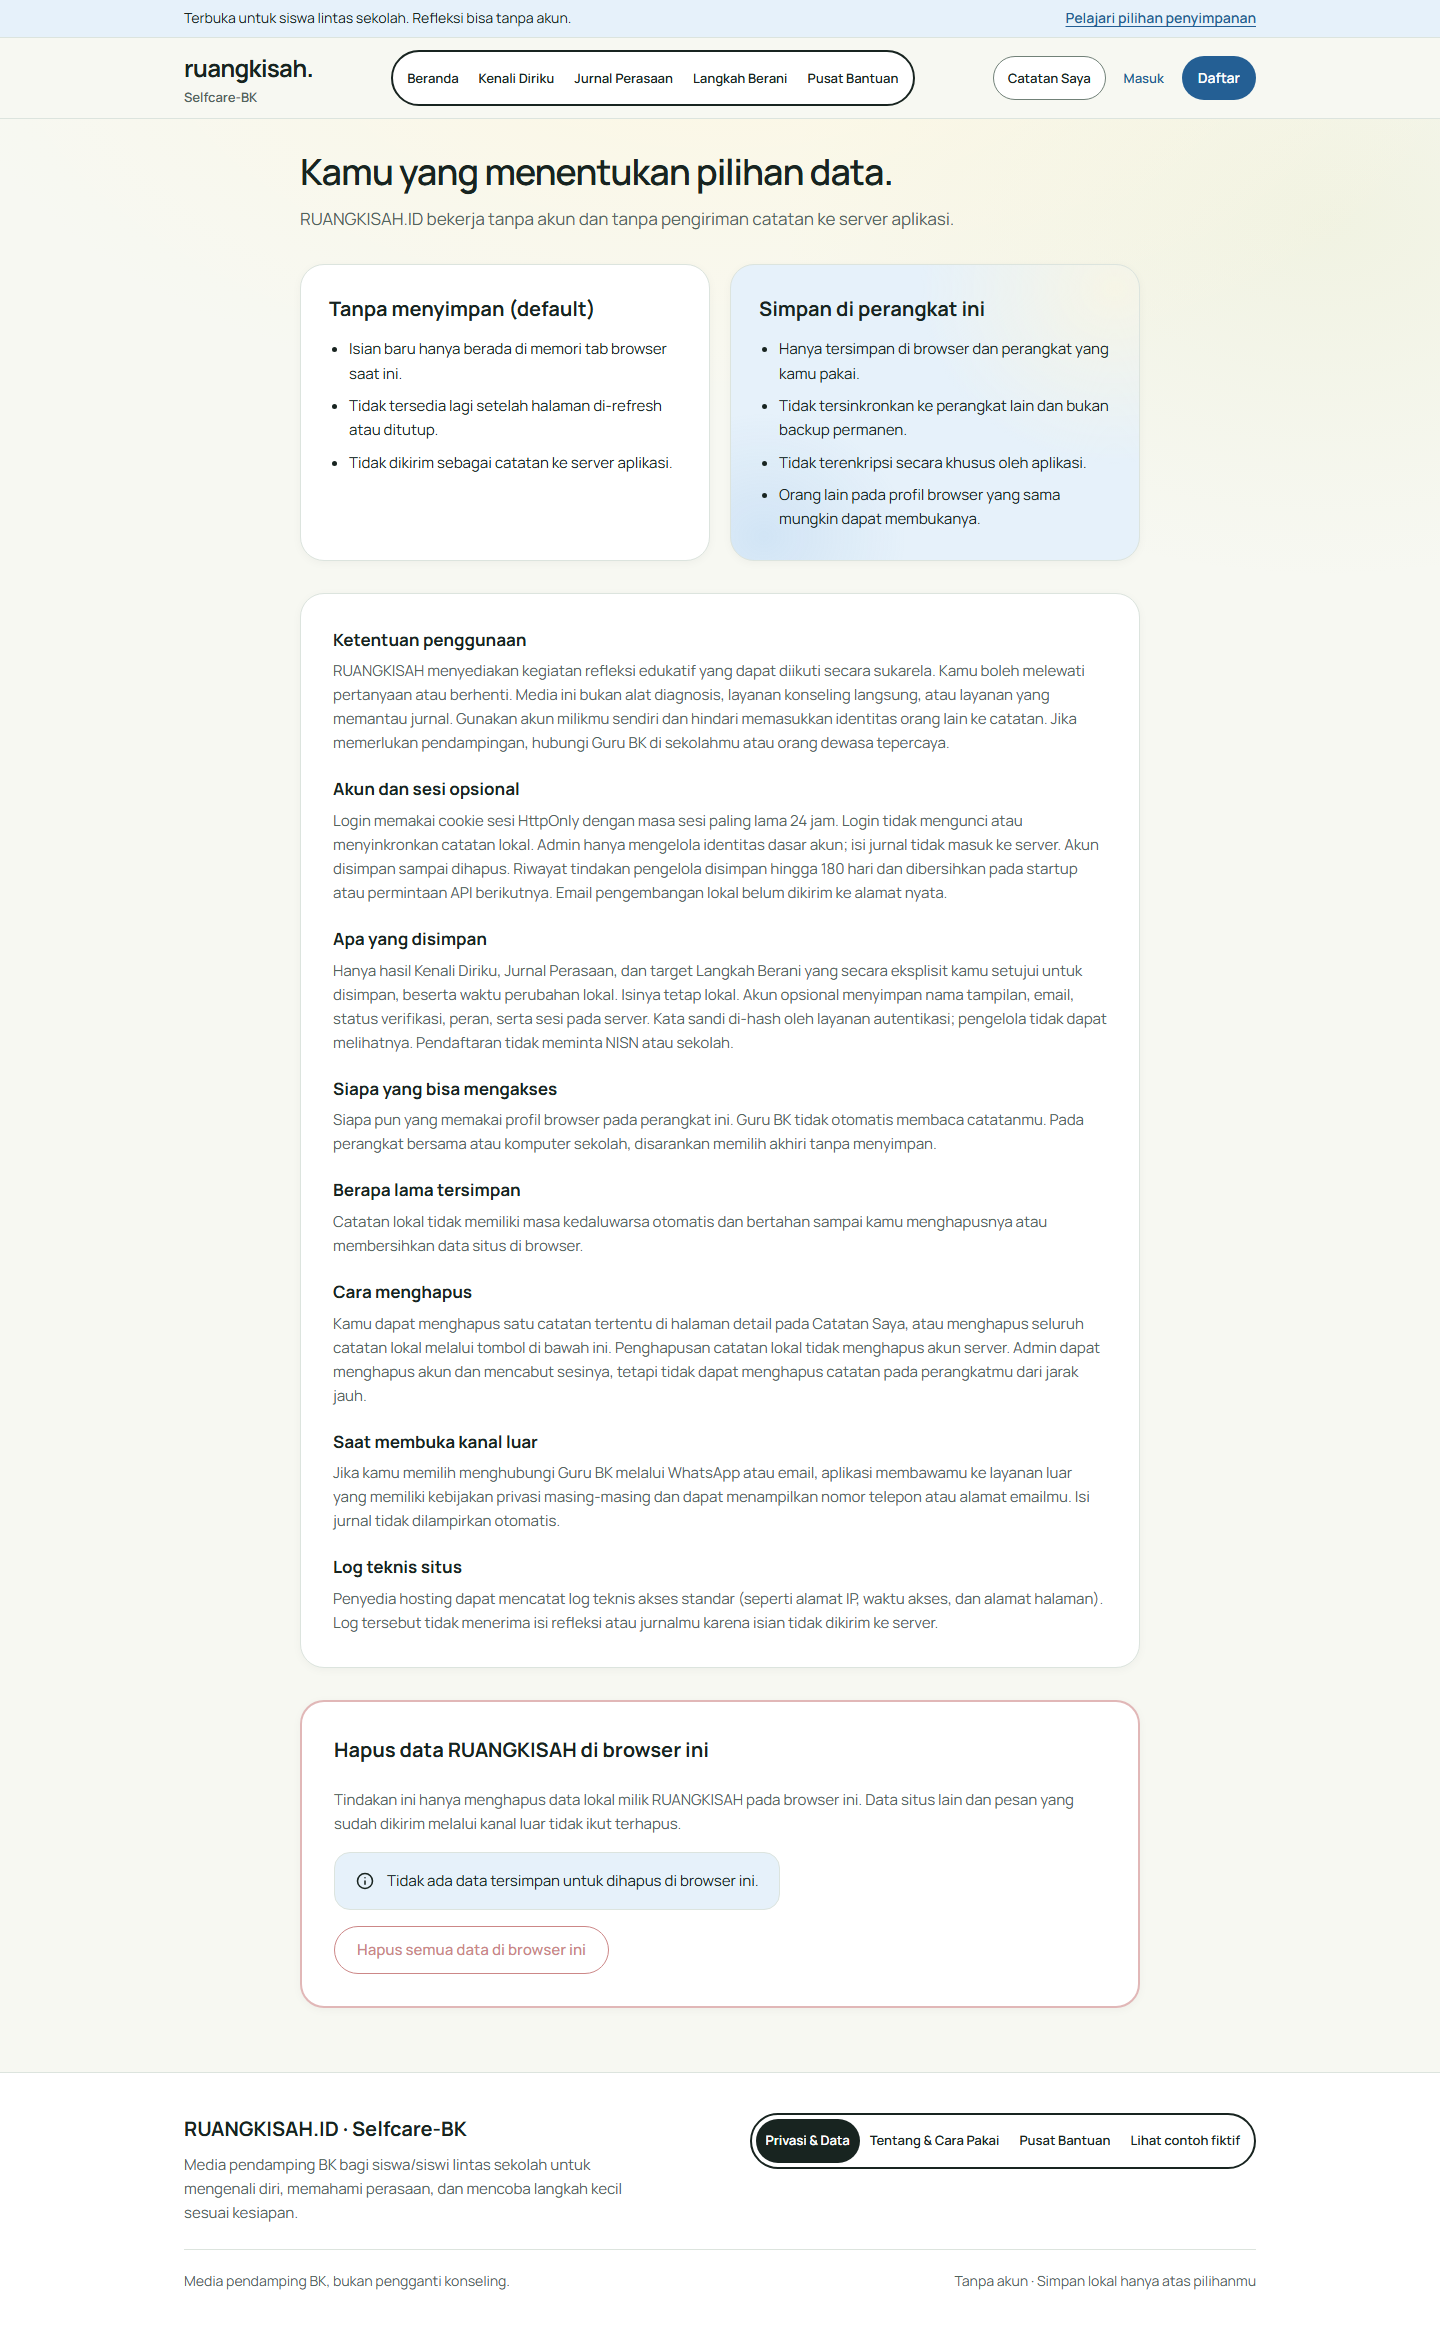 Terbuka untuk siswa lintas sekolah. Refleksi bisa tanpa akun.
Pelajari pilihan penyimpanan
ruangkisah.
Selfcare-BK
Beranda
Kenali Diriku
Jurnal Perasaan
Langkah Berani
Pusat Bantuan
Catatan Saya
Masuk
Daftar
Kamu yang menentukan pilihan data.
RUANGKISAH.ID bekerja tanpa akun dan tanpa pengiriman catatan ke server aplikasi.
Tanpa menyimpan (default)
• Isian baru hanya berada di memori tab browser
saat ini.
• Tidak tersedia lagi setelah halaman di-refresh
atau ditutup.
• Tidak dikirim sebagai catatan ke server aplikasi.
Simpan di perangkat ini
• Hanya tersimpan di browser dan perangkat yang
kamu pakai.
• Tidak tersinkronkan ke perangkat lain dan bukan
backup permanen.
• Tidak terenkripsi secara khusus oleh aplikasi.
• Orang lain pada profil browser yang sama
mungkin dapat membukanya.
Ketentuan penggunaan
RUANGKISAH menyediakan kegiatan refleksi edukatif yang dapat diikuti secara sukarela. Kamu boleh melewati
pertanyaan atau berhenti. Media ini bukan alat diagnosis, layanan konseling langsung, atau layanan yang
memantau jurnal. Gunakan akun milikmu sendiri dan hindari memasukkan identitas orang lain ke catatan. Jika
memerlukan pendampingan, hubungi Guru BK di sekolahmu atau orang dewasa tepercaya.
Akun dan sesi opsional
Login memakai cookie sesi HttpOnly dengan masa sesi paling lama 24 jam. Login tidak mengunci atau
menyinkronkan catatan lokal. Admin hanya mengelola identitas dasar akun; isi jurnal tidak masuk ke server. Akun
disimpan sampai dihapus. Riwayat tindakan pengelola disimpan hingga 180 hari dan dibersihkan pada startup
atau permintaan API berikutnya. Email pengembangan lokal belum dikirim ke alamat nyata.
Apa yang disimpan
Hanya hasil Kenali Diriku, Jurnal Perasaan, dan target Langkah Berani yang secara eksplisit kamu setujui untuk
disimpan, beserta waktu perubahan lokal. Isinya tetap lokal. Akun opsional menyimpan nama tampilan, email,
status verifikasi, peran, serta sesi pada server. Kata sandi di-hash oleh layanan autentikasi; pengelola tidak dapat
melihatnya. Pendaftaran tidak meminta NISN atau sekolah.
Siapa yang bisa mengakses
Siapa pun yang memakai profil browser pada perangkat ini. Guru BK tidak otomatis membaca catatanmu. Pada
perangkat bersama atau komputer sekolah, disarankan memilih akhiri tanpa menyimpan.
Berapa lama tersimpan
Catatan lokal tidak memiliki masa kedaluwarsa otomatis dan bertahan sampai kamu menghapusnya atau
membersihkan data situs di browser.
Cara menghapus
Kamu dapat menghapus satu catatan tertentu di halaman detail pada Catatan Saya, atau menghapus seluruh
catatan lokal melalui tombol di bawah ini. Penghapusan catatan lokal tidak menghapus akun server. Admin dapat
menghapus akun dan mencabut sesinya, tetapi tidak dapat menghapus catatan pada perangkatmu dari jarak
jauh.
Saat membuka kanal luar
Jika kamu memilih menghubungi Guru BK melalui WhatsApp atau email, aplikasi membawamu ke layanan luar
yang memiliki kebijakan privasi masing-masing dan dapat menampilkan nomor telepon atau alamat emailmu. Isi
jurnal tidak dilampirkan otomatis.
Log teknis situs
Penyedia hosting dapat mencatat log teknis akses standar (seperti alamat IP, waktu akses, dan alamat halaman).
Log tersebut tidak menerima isi refleksi atau jurnalmu karena isian tidak dikirim ke server.
Hapus data RUANGKISAH di browser ini
Tindakan ini hanya menghapus data lokal milik RUANGKISAH pada browser ini. Data situs lain dan pesan yang
sudah dikirim melalui kanal luar tidak ikut terhapus.
Tidak ada data tersimpan untuk dihapus di browser ini.
Hapus semua data di browser ini
RUANGKISAH.ID · Selfcare-BK
Media pendamping BK bagi siswa/siswi lintas sekolah untuk
mengenali diri, memahami perasaan, dan mencoba langkah kecil
sesuai kesiapan.
Privasi & Data
Tentang & Cara Pakai
Pusat Bantuan
Lihat contoh fiktif
Media pendamping BK, bukan pengganti konseling.
Tanpa akun · Simpan lokal hanya atas pilihanmu